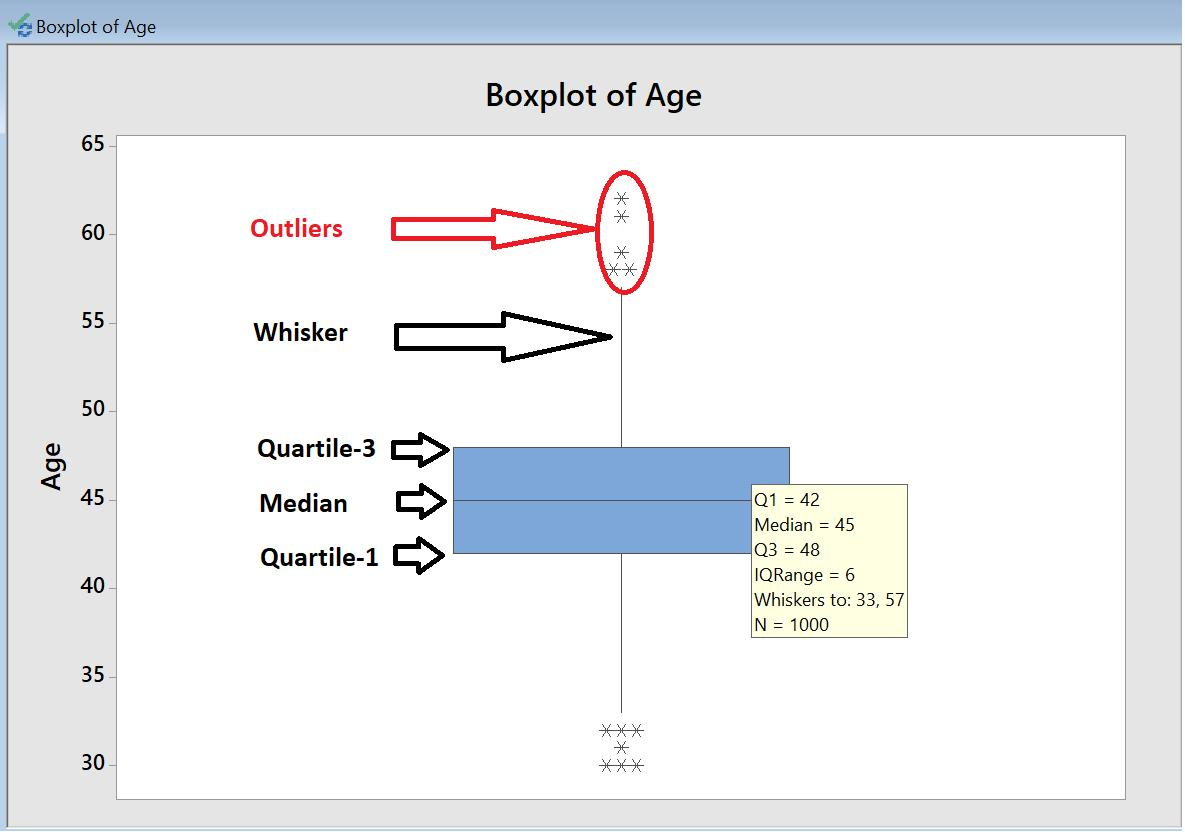 Boxplot of Age
Boxplot of Age
65
60
55
50
45
40
35
30
Age
Outliers
Whisker
Quartile-3
Median
Quartile-1
Q1 = 42
Median = 45
Q3 = 48
IQRange = 6
Whiskers to: 33, 57
N = 1000